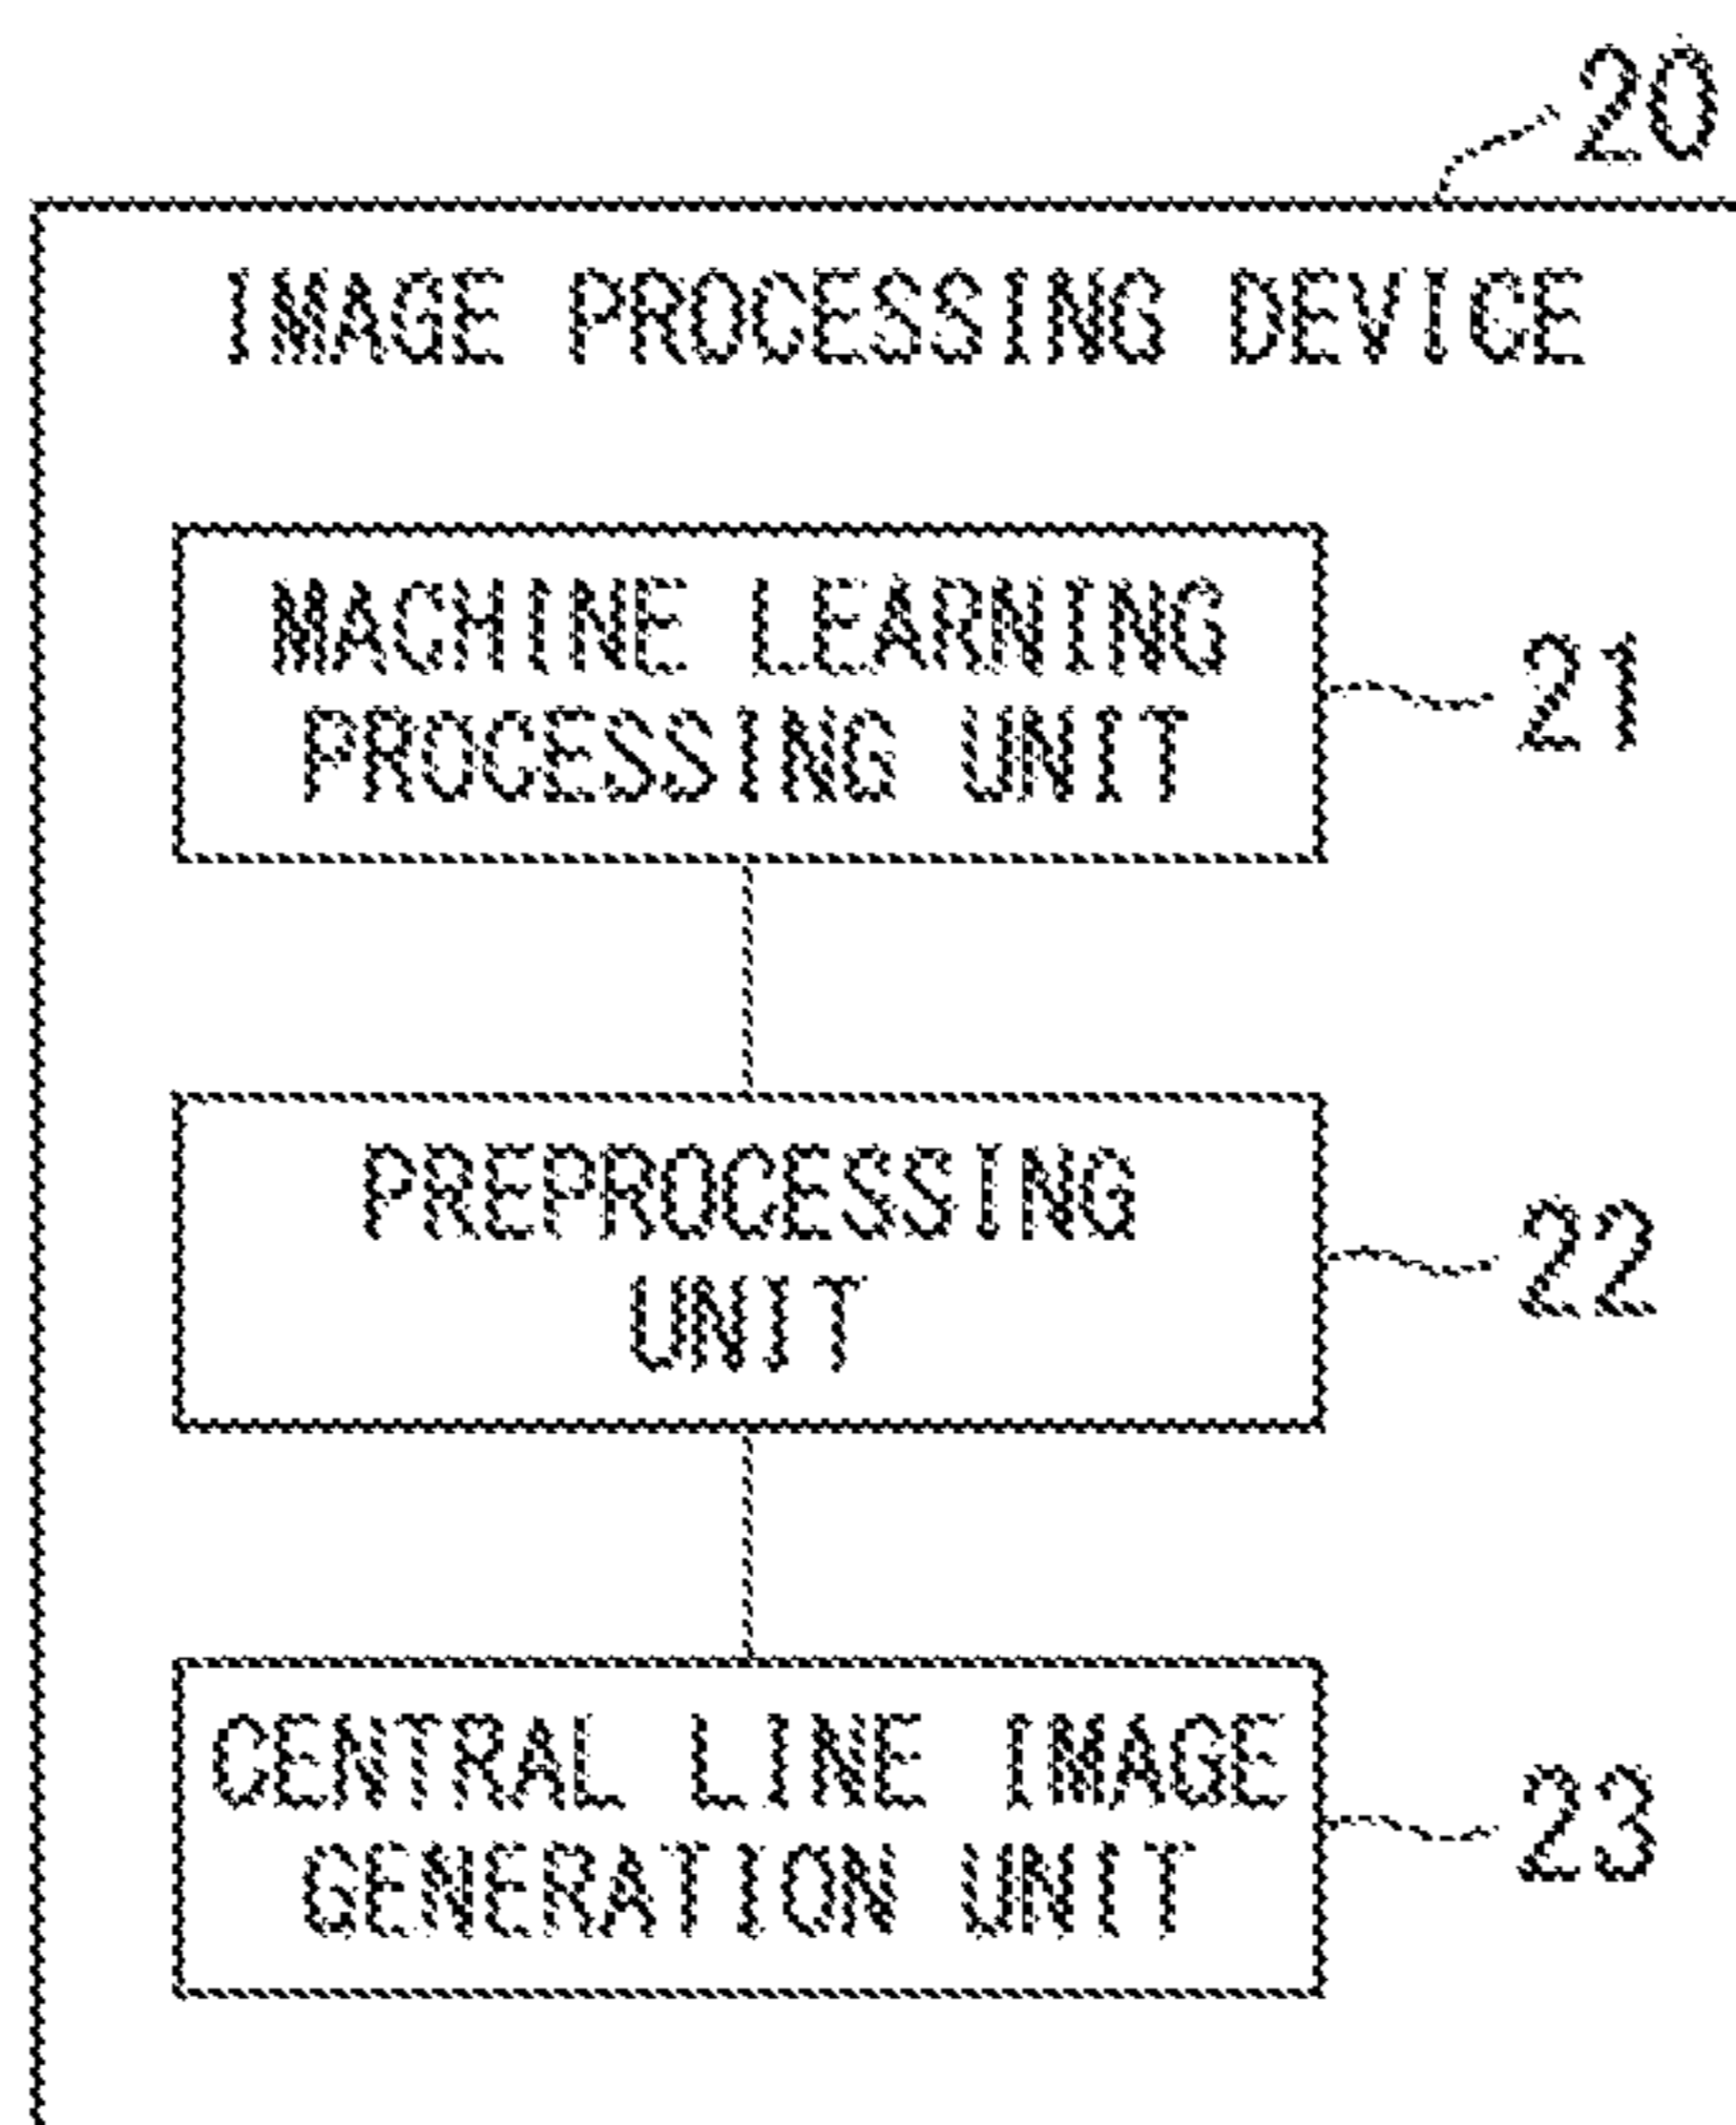 20
IMAGE PROCESSING DEVICE
MACHINE LEARNING
PROCESSING UNIT
21
PREPROCESSING
UNIT
22
CENTRAL LINE IMAGE
GENERATION UNIT
23